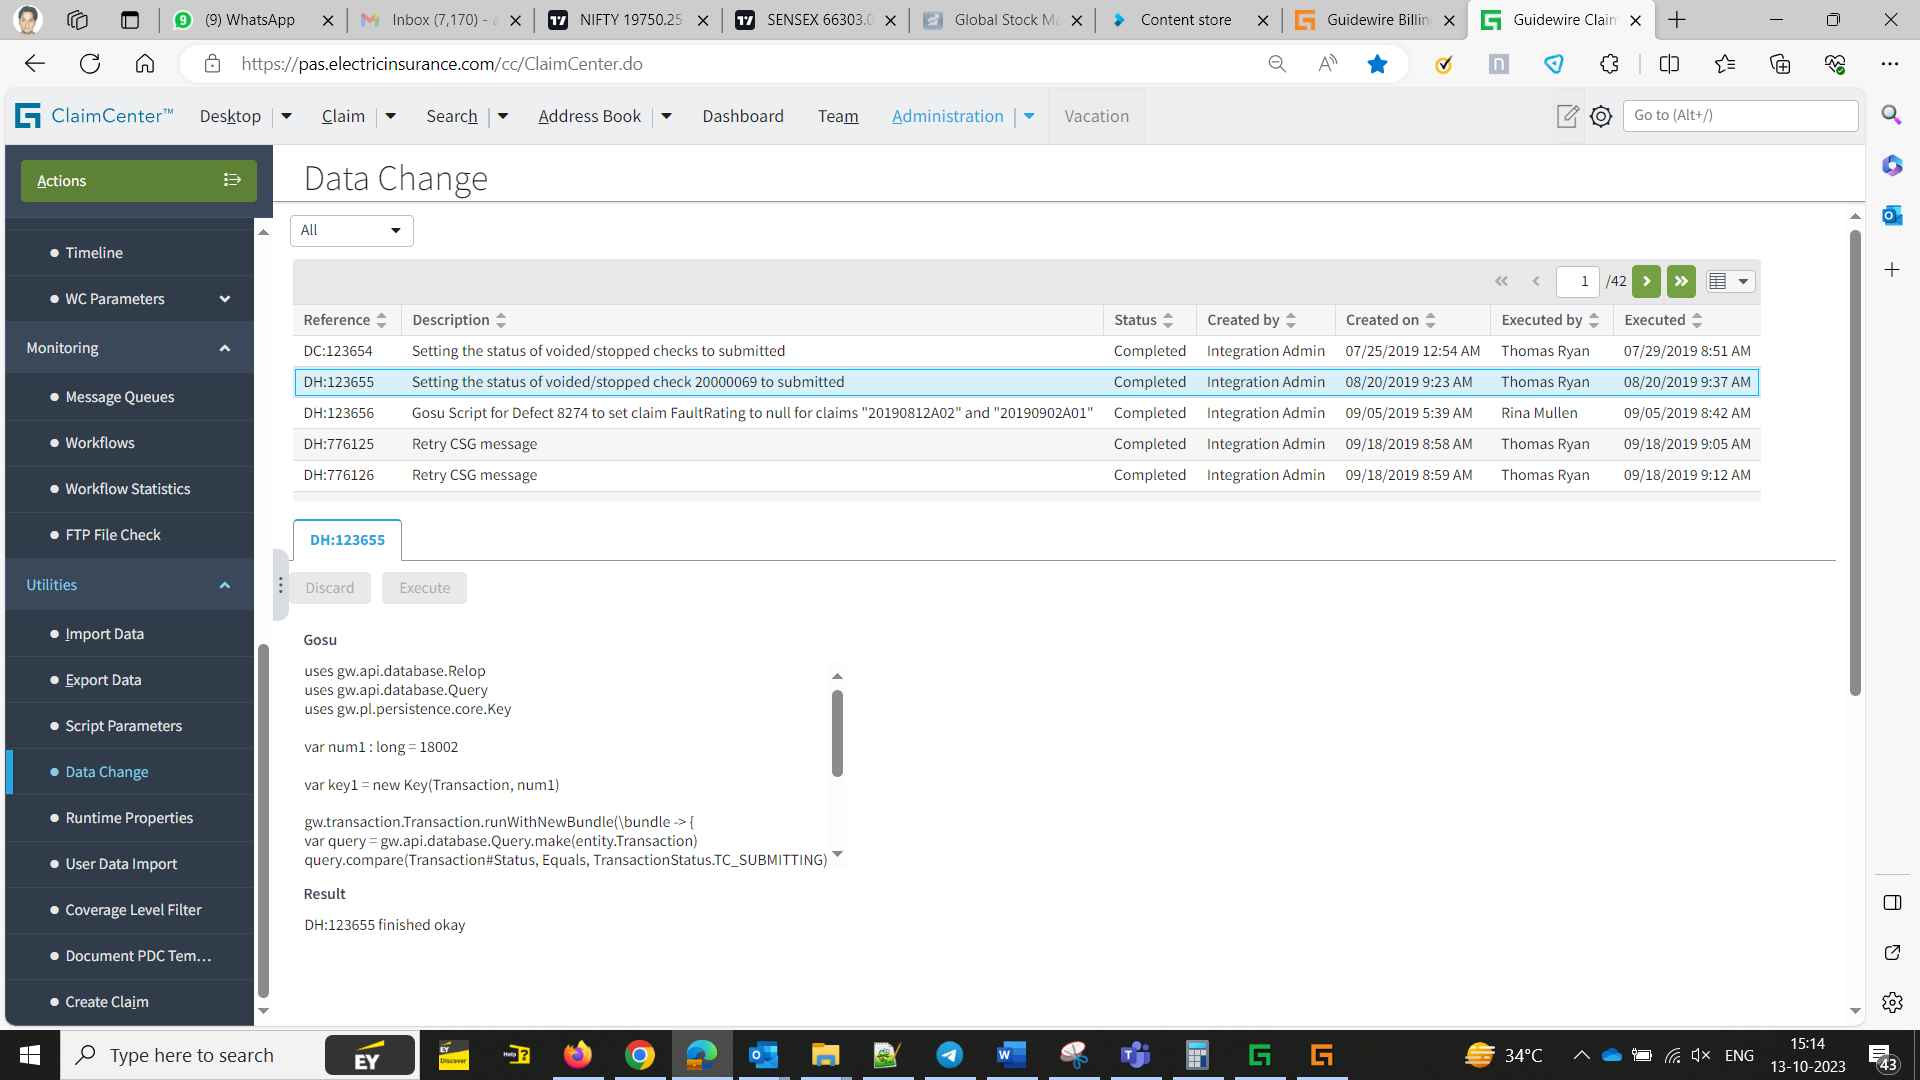 (9) WhatsApp
Inbox (7,170) - a
NIFTY 19750.25
SENSEX 66303.0
Global Stock Ma
Content store
Guidewire Billin
Guidewire Claim
https://pas.electricinsurance.com/cc/ClaimCenter.do
ClaimCenter™
Desktop
Claim
Search
Address Book
Dashboard
Team
Administration
Vacation
Go to (Alt+/)
Actions
Timeline
WC Parameters
Monitoring
Message Queues
Workflows
Workflow Statistics
FTP File Check
Utilities
Import Data
Export Data
Script Parameters
Data Change
Runtime Properties
User Data Import
Coverage Level Filter
Document PDC Tem...
Create Claim
Data Change
All
1 /42
Reference Description Status Created by Created on Executed by Executed
DC:123654 Setting the status of voided/stopped checks to submitted Completed Integration Admin 07/25/2019 12:54 AM Thomas Ryan 07/29/2019 8:51 AM
DH:123655 Setting the status of voided/stopped check 20000069 to submitted Completed Integration Admin 08/20/2019 9:23 AM Thomas Ryan 08/20/2019 9:37 AM
DH:123656 Gosu Script for Defect 8274 to set claim FaultRating to null for claims "20190812A02" and "20190902A01" Completed Integration Admin 09/05/2019 5:39 AM Rina Mullen 09/05/2019 8:42 AM
DH:776125 Retry CSG message Completed Integration Admin 09/18/2019 8:58 AM Thomas Ryan 09/18/2019 9:05 AM
DH:776126 Retry CSG message Completed Integration Admin 09/18/2019 8:59 AM Thomas Ryan 09/18/2019 9:12 AM
DH:123655
Discard
Execute
Gosu
uses gw.api.database.Relop
uses gw.api.database.Query
uses gw.pl.persistence.core.Key
var num1 : long = 18002
var key1 = new Key(Transaction, num1)
gw.transaction.Transaction.runWithNewBundle(\bundle -> {
var query = gw.api.database.Query.make(entity.Transaction)
query.compare(Transaction#Status, Equals, TransactionStatus.TC_SUBMITTING)
Result
DH:123655 finished okay
Type here to search
EY
EY
Discover
Help ?
34°C
ENG
15:14
13-10-2023
43